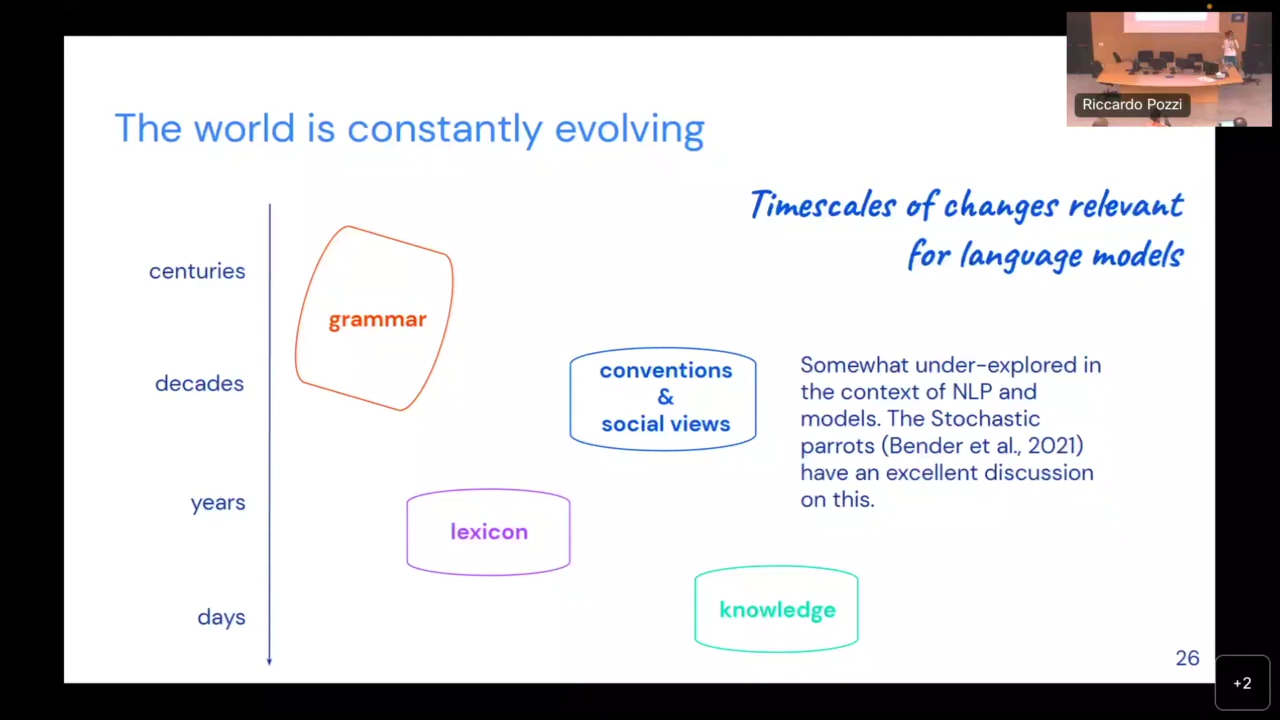 Riccardo Pozzi
The world is constantly evolving
Timescales of changes relevant
for language models
centuries
grammar
decades
conventions
&
social views
Somewhat under-explored in
the context of NLP and
models. The Stochastic
parrots (Bender et al., 2021)
have an excellent discussion
on this.
years
lexicon
days
knowledge
26
+2